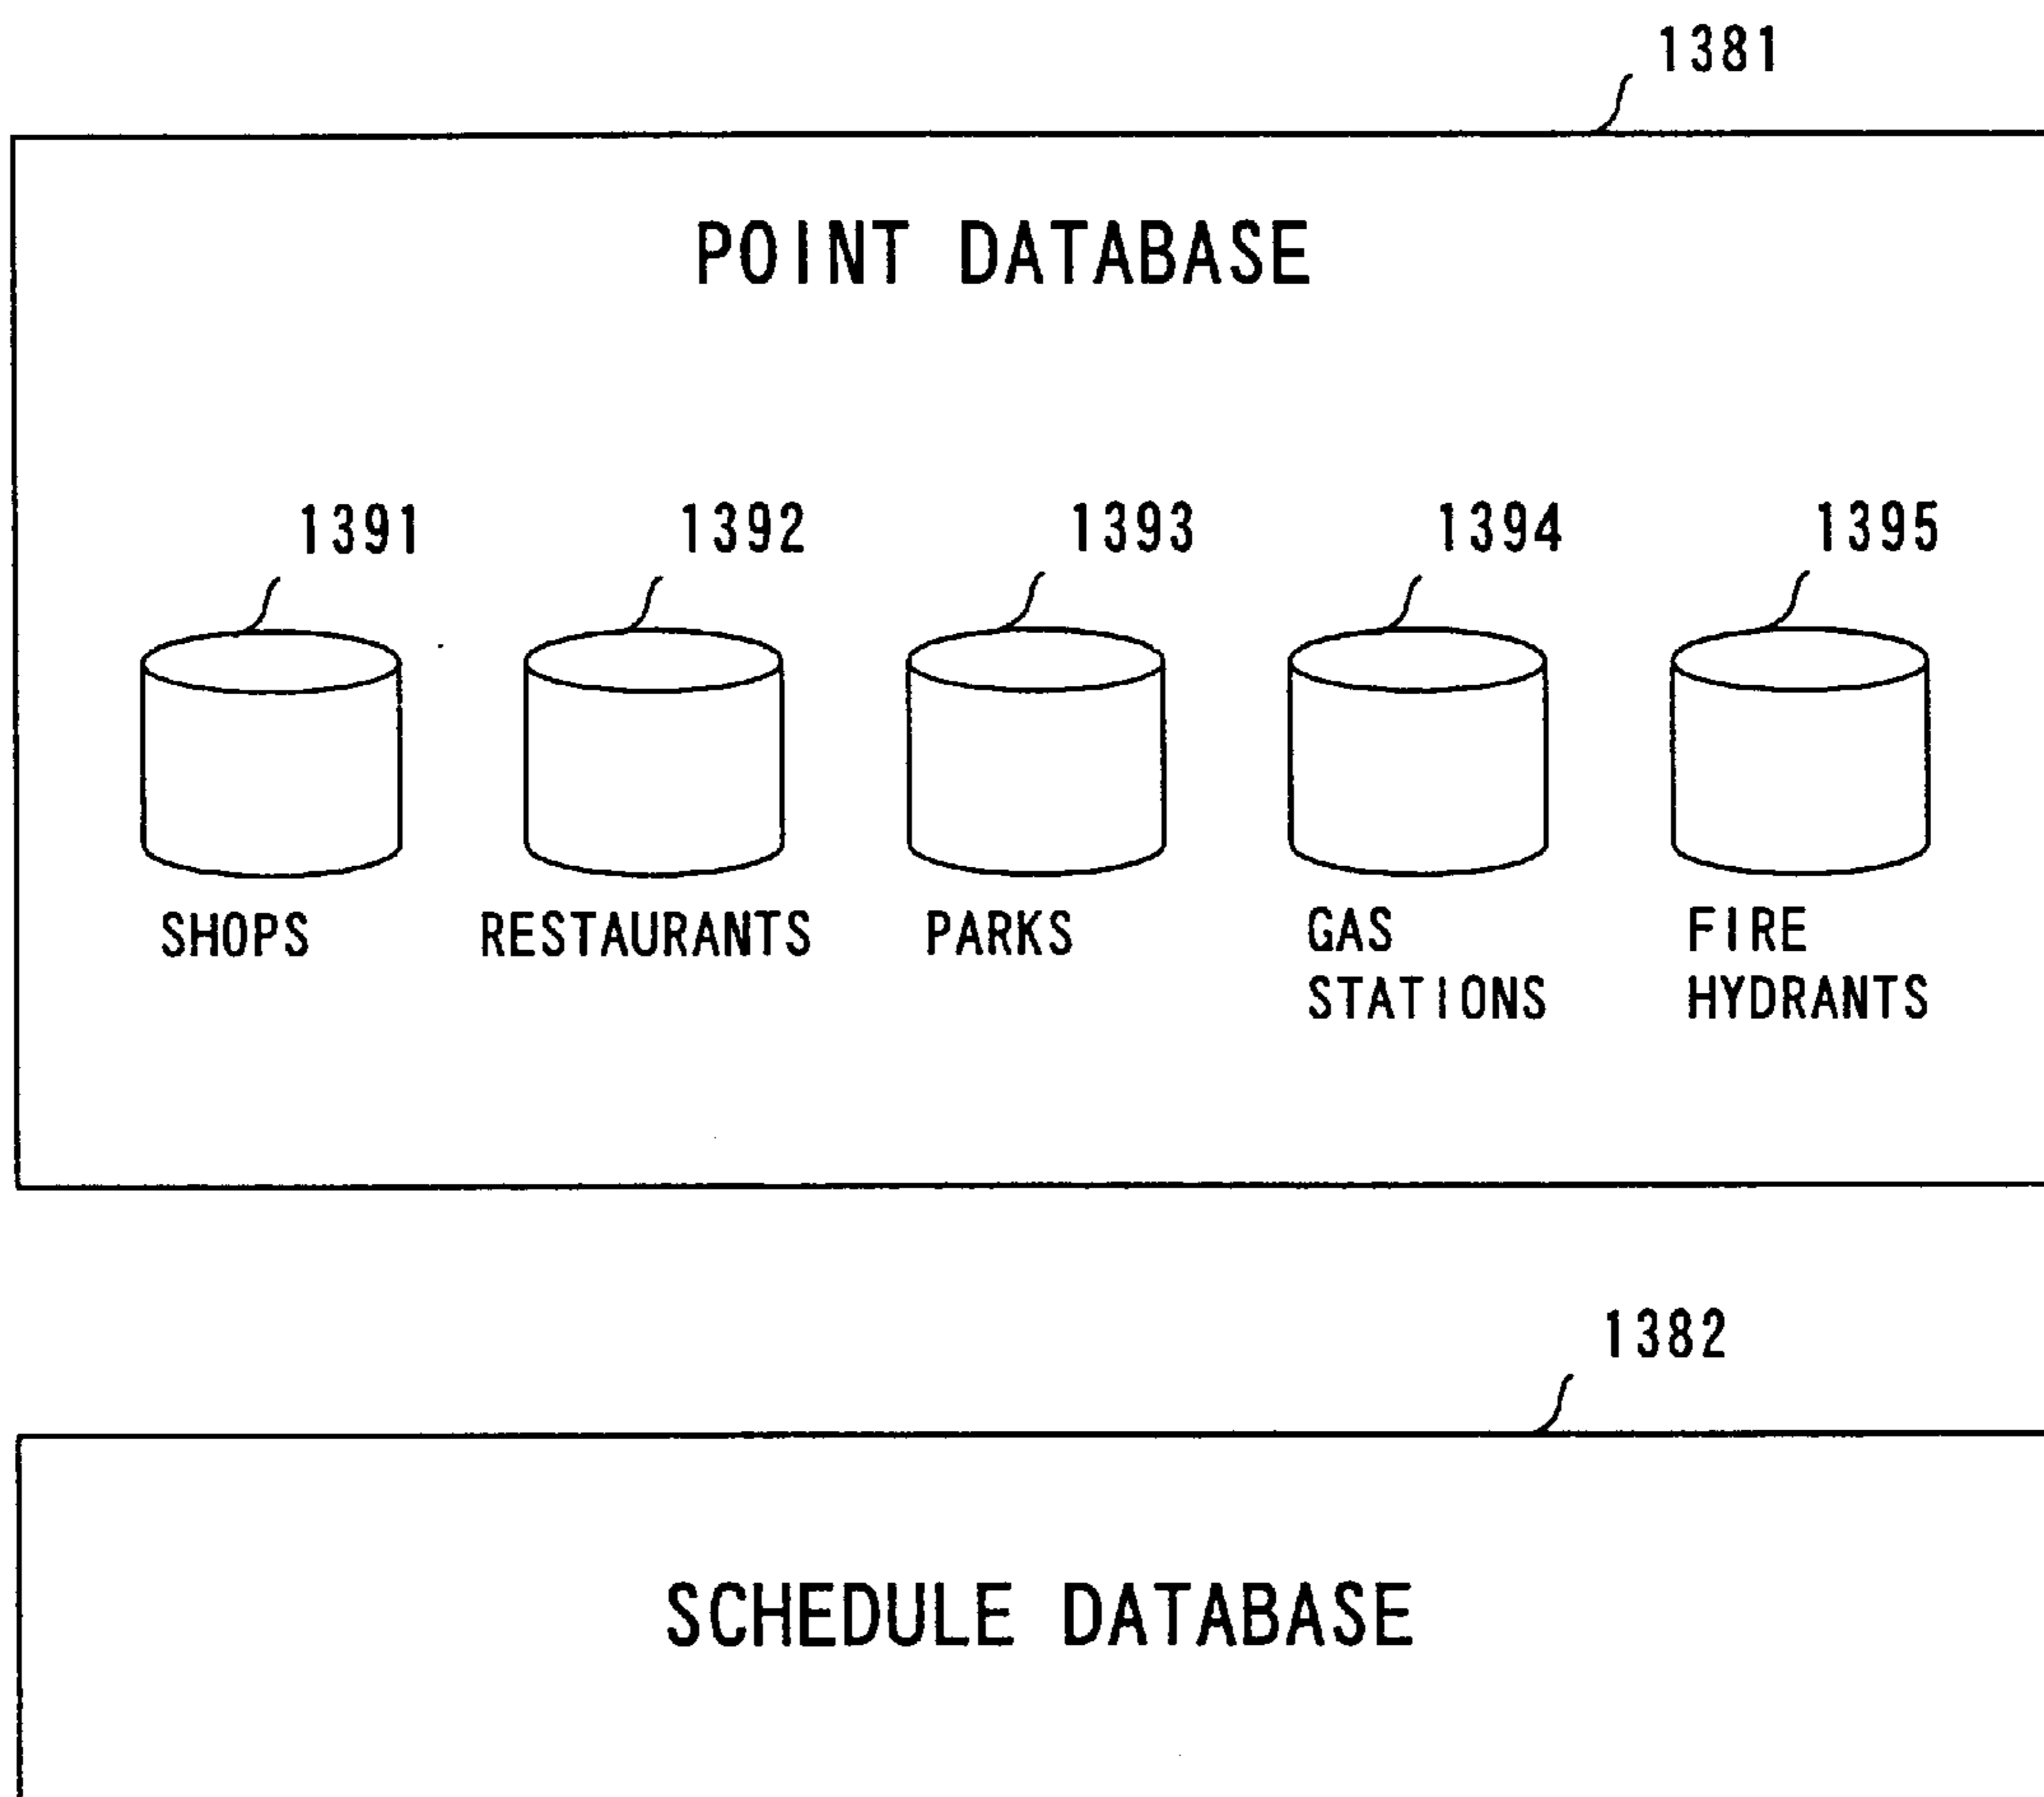 1381
POINT DATABASE
1391 1392 1393 1394 1395
SHOPS RESTAURANTS PARKS GAS STATIONS FIRE HYDRANTS
1382
SCHEDULE DATABASE